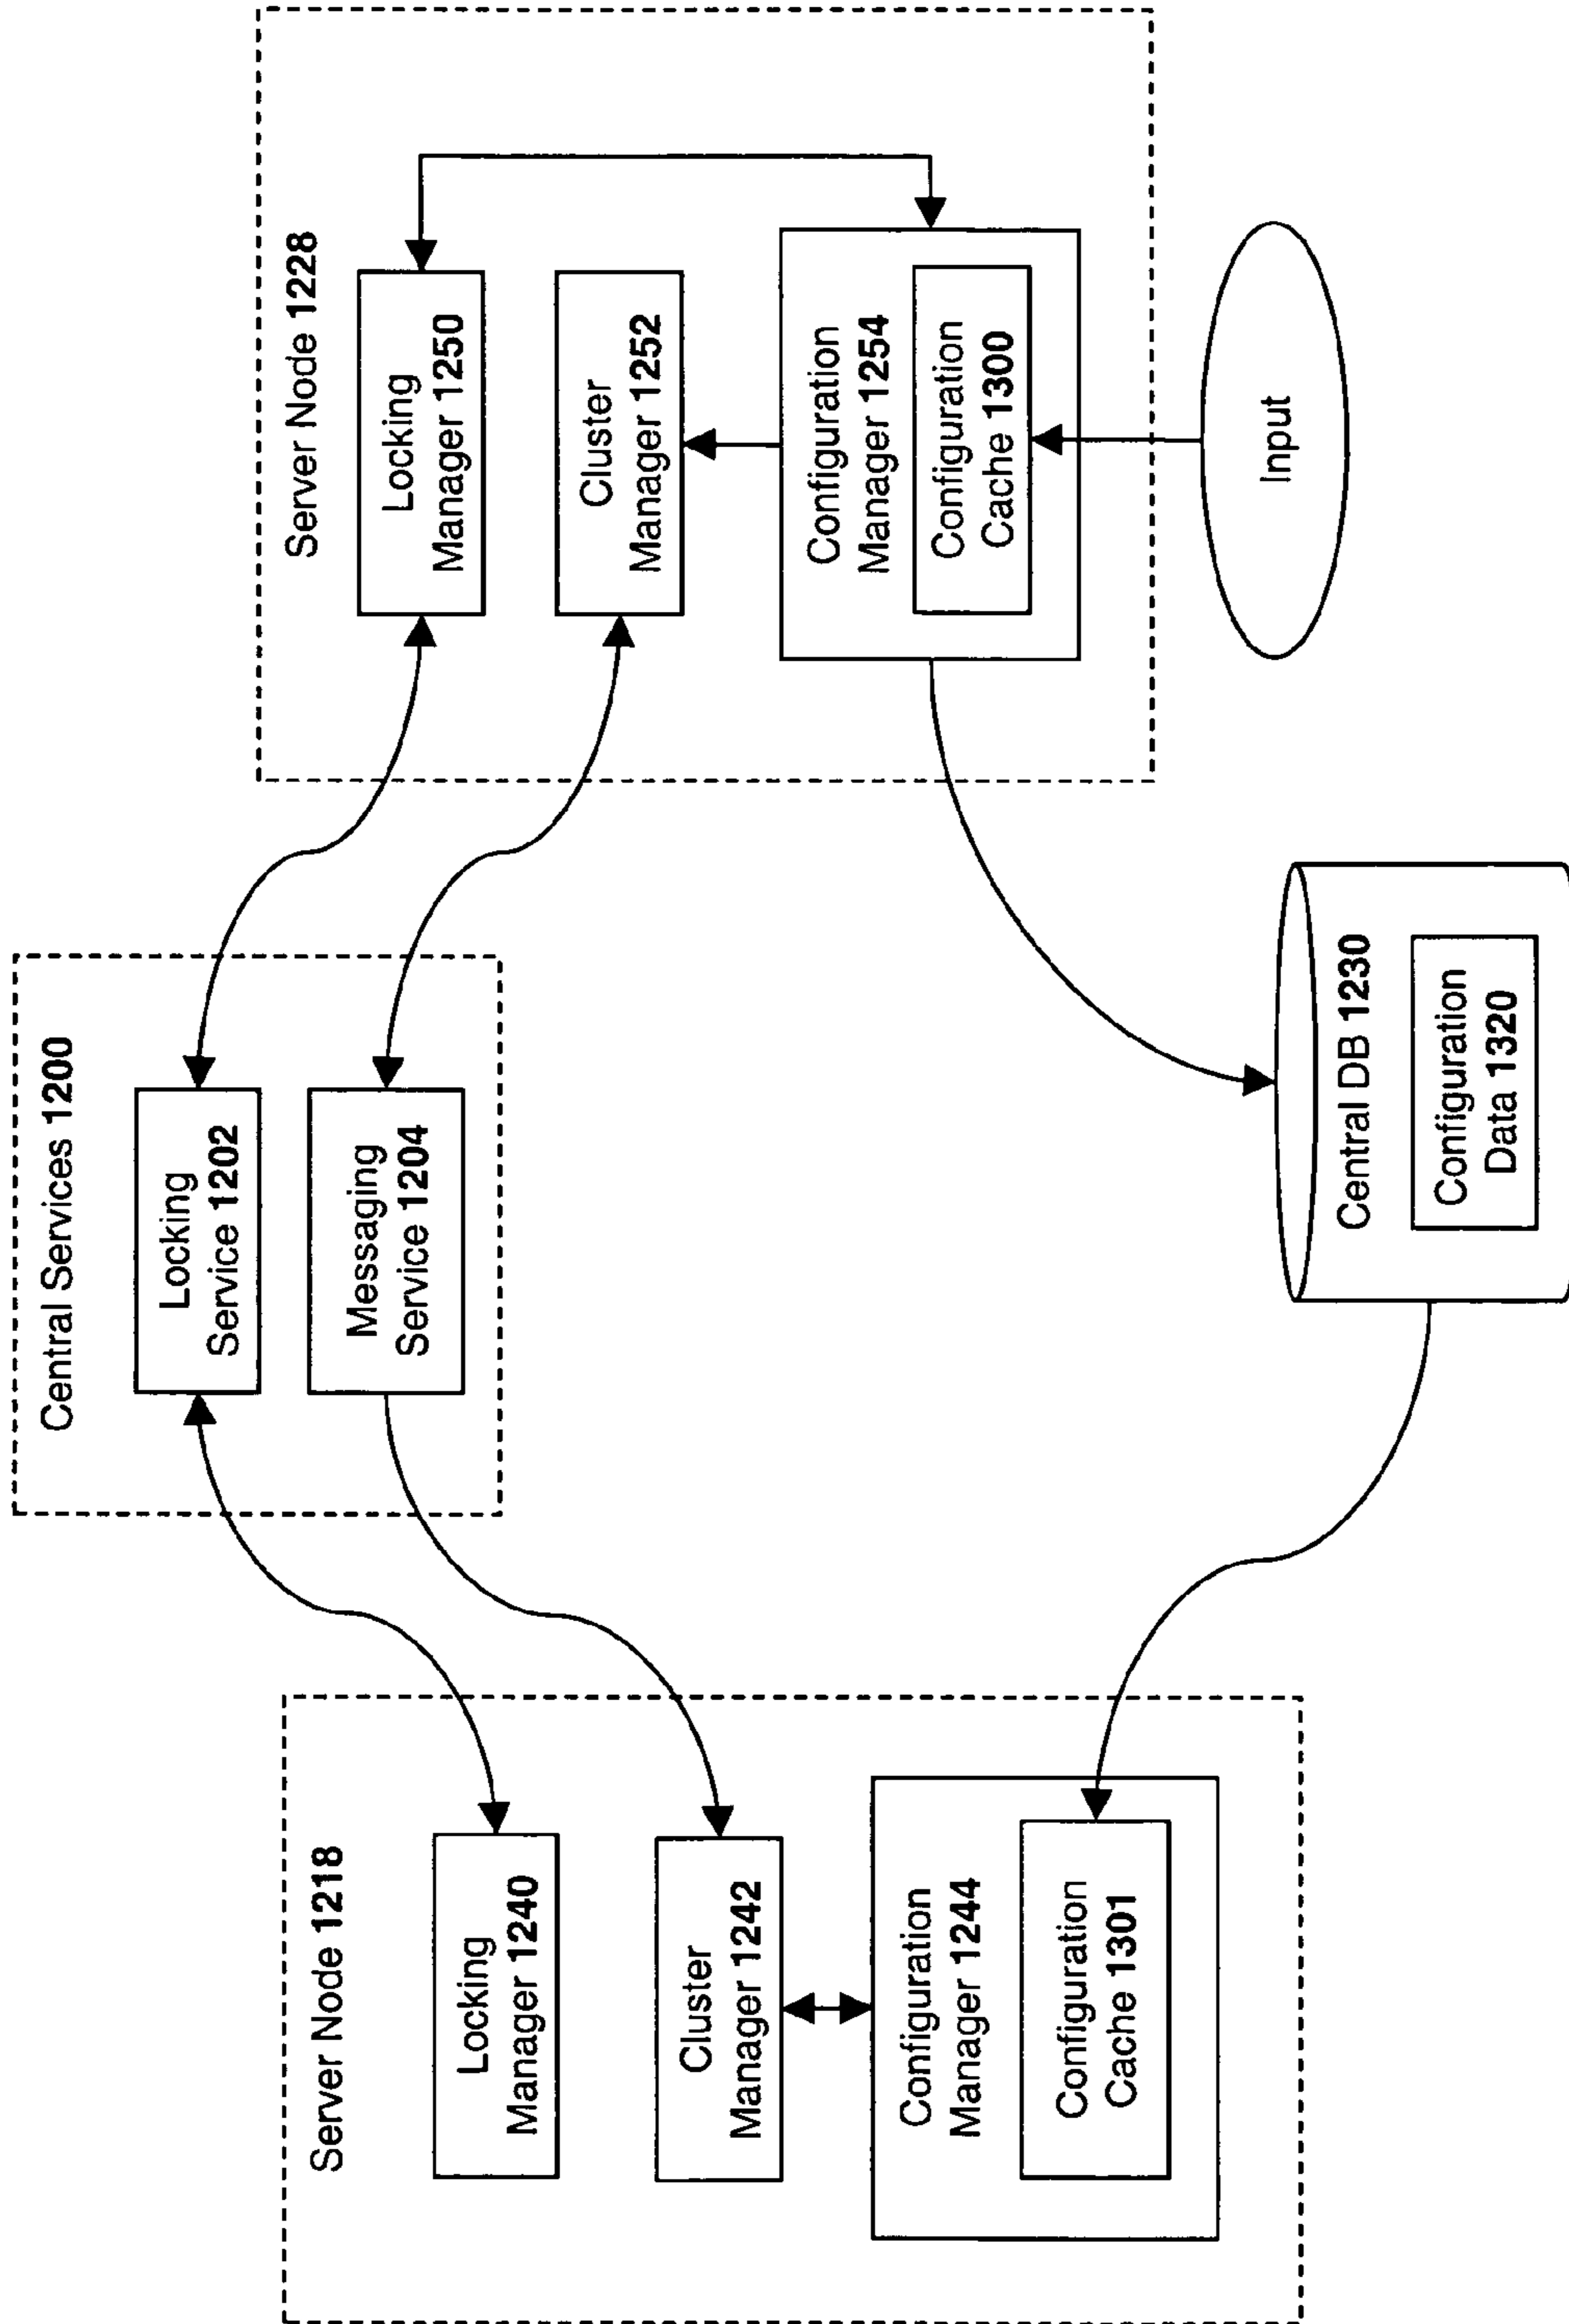 Server Node 1218
Locking
Manager 1240
Cluster
Manager 1242
Configuration
Manager 1244
Configuration
Cache 1301
Central Services 1200
Locking
Service 1202
Messaging
Service 1204
Central DB 1230
Configuration
Data 1320
Server Node 1228
Locking
Manager 1250
Cluster
Manager 1252
Configuration
Manager 1254
Configuration
Cache 1300
Input